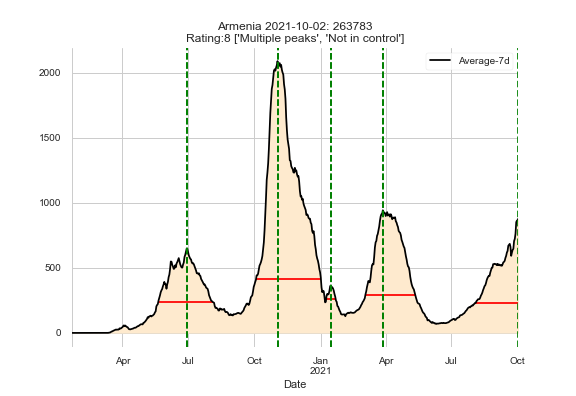 Armenia 2021-10-02: 263783
Rating:8 ['Multiple peaks', 'Not in control']
Average-7d
2000
1500
1000
500
0
Apr Jul Oct Jan Apr Jul Oct
2021
Date